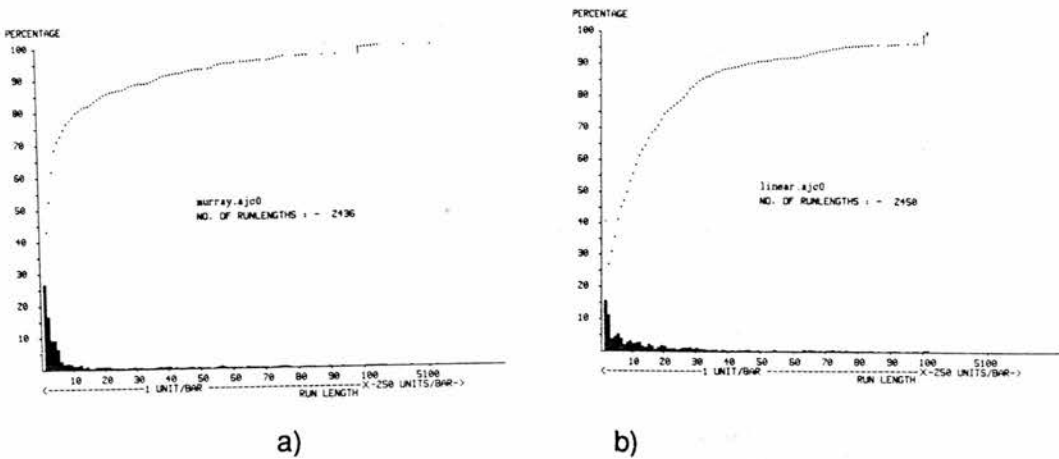 PERCENTAGE
100
90
80
70
60
50
40
30
20
10
murray.ajc0
NO. OF RUNLENGTHS : - 2436
10 20 30 40 50 60 70 80 90 100 5100
<---------------1 UNIT/BAR---------------X-250 UNITS/BAR->
RUN LENGTH
a)
PERCENTAGE
100
90
80
70
60
50
40
30
20
10
linear.ajc0
NO. OF RUNLENGTHS : - 2450
10 20 30 40 50 60 70 80 90 100 5100
<---------------1 UNIT/BAR---------------X-250 UNITS/BAR->
RUN LENGTH
b)